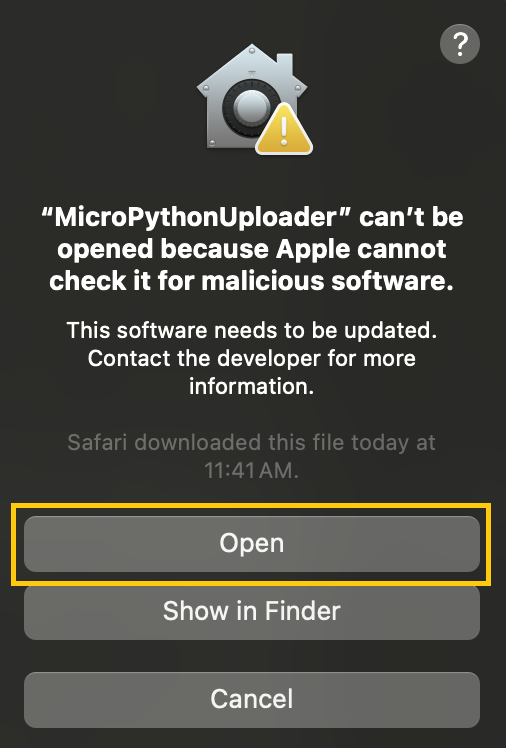 ?
“MicroPythonUploader” can’t be
opened because Apple cannot
check it for malicious software.
This software needs to be updated.
Contact the developer for more
information.
Safari downloaded this file today at
11:41 AM.
Open
Show in Finder
Cancel